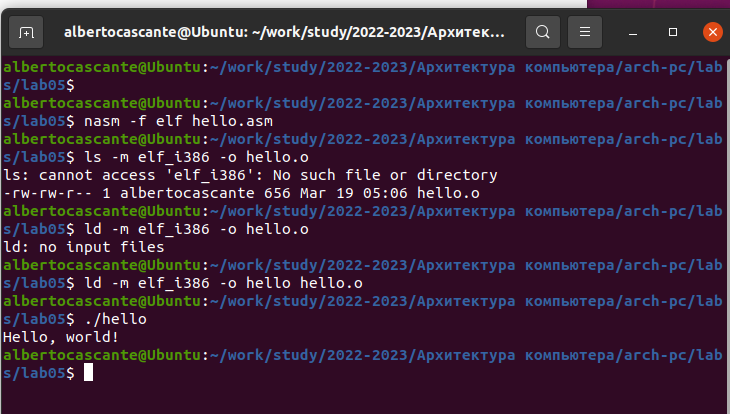 albertocascante@Ubuntu: ~/work/study/2022-2023/Архитек...
albertocascante@Ubuntu:~/work/study/2022-2023/Архитектура компьютера/arch-pc/lab
s/lab05$
albertocascante@Ubuntu:~/work/study/2022-2023/Архитектура компьютера/arch-pc/lab
s/lab05$ nasm -f elf hello.asm
albertocascante@Ubuntu:~/work/study/2022-2023/Архитектура компьютера/arch-pc/lab
s/lab05$ ls -m elf_i386 -o hello.o
ls: cannot access 'elf_i386': No such file or directory
-rw-rw-r-- 1 albertocascante 656 Mar 19 05:06 hello.o
albertocascante@Ubuntu:~/work/study/2022-2023/Архитектура компьютера/arch-pc/lab
s/lab05$ ld -m elf_i386 -o hello.o
ld: no input files
albertocascante@Ubuntu:~/work/study/2022-2023/Архитектура компьютера/arch-pc/lab
s/lab05$ ld -m elf_i386 -o hello hello.o
albertocascante@Ubuntu:~/work/study/2022-2023/Архитектура компьютера/arch-pc/lab
s/lab05$ ./hello
Hello, world!
albertocascante@Ubuntu:~/work/study/2022-2023/Архитектура компьютера/arch-pc/lab
s/lab05$